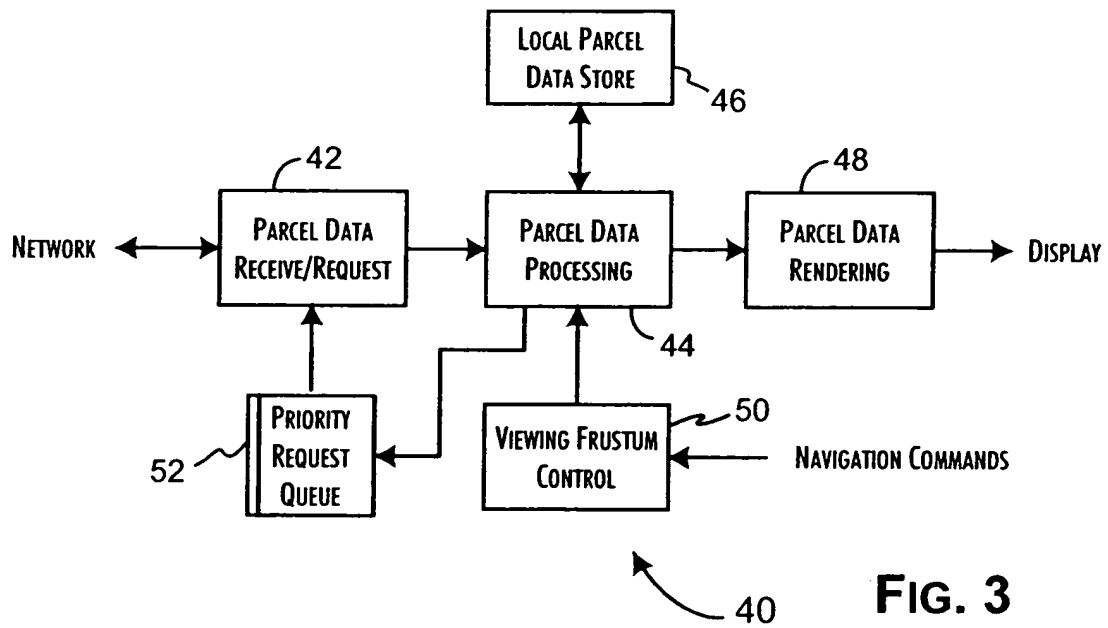 LOCAL PARCEL
DATA STORE
46
42
48
NETWORK
PARCEL DATA
RECEIVE/REQUEST
PARCEL DATA
PROCESSING
PARCEL DATA
RENDERING
DISPLAY
44
52
PRIORITY
REQUEST
QUEUE
VIEWING FRUSTUM
CONTROL
50
NAVIGATION COMMANDS
40
FIG. 3